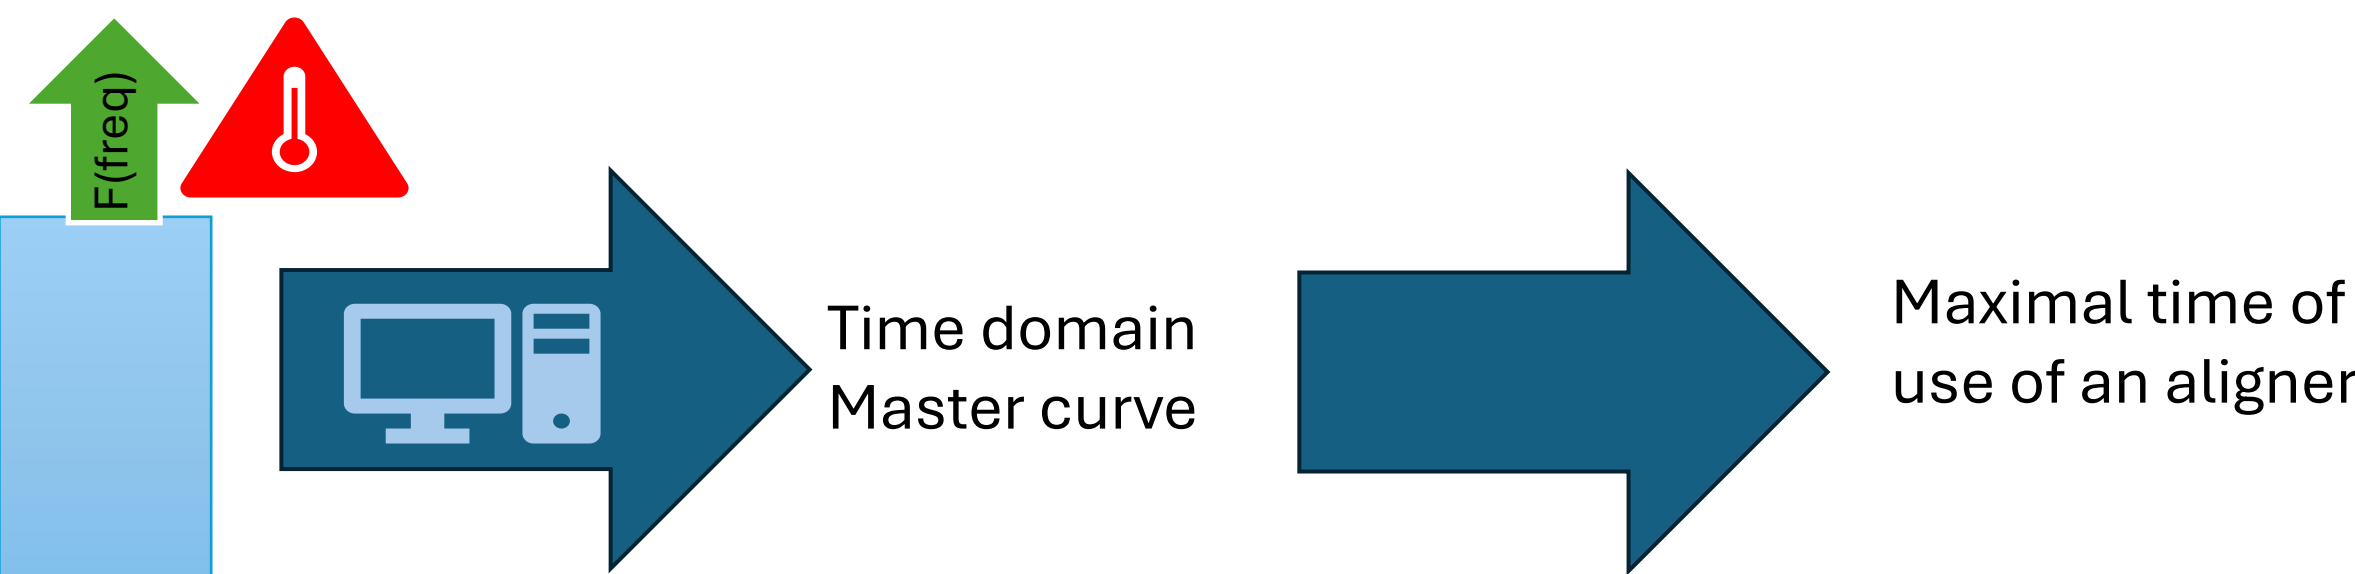 F(freq)
Time domain
Master curve
Maximal time of
use of an aligner